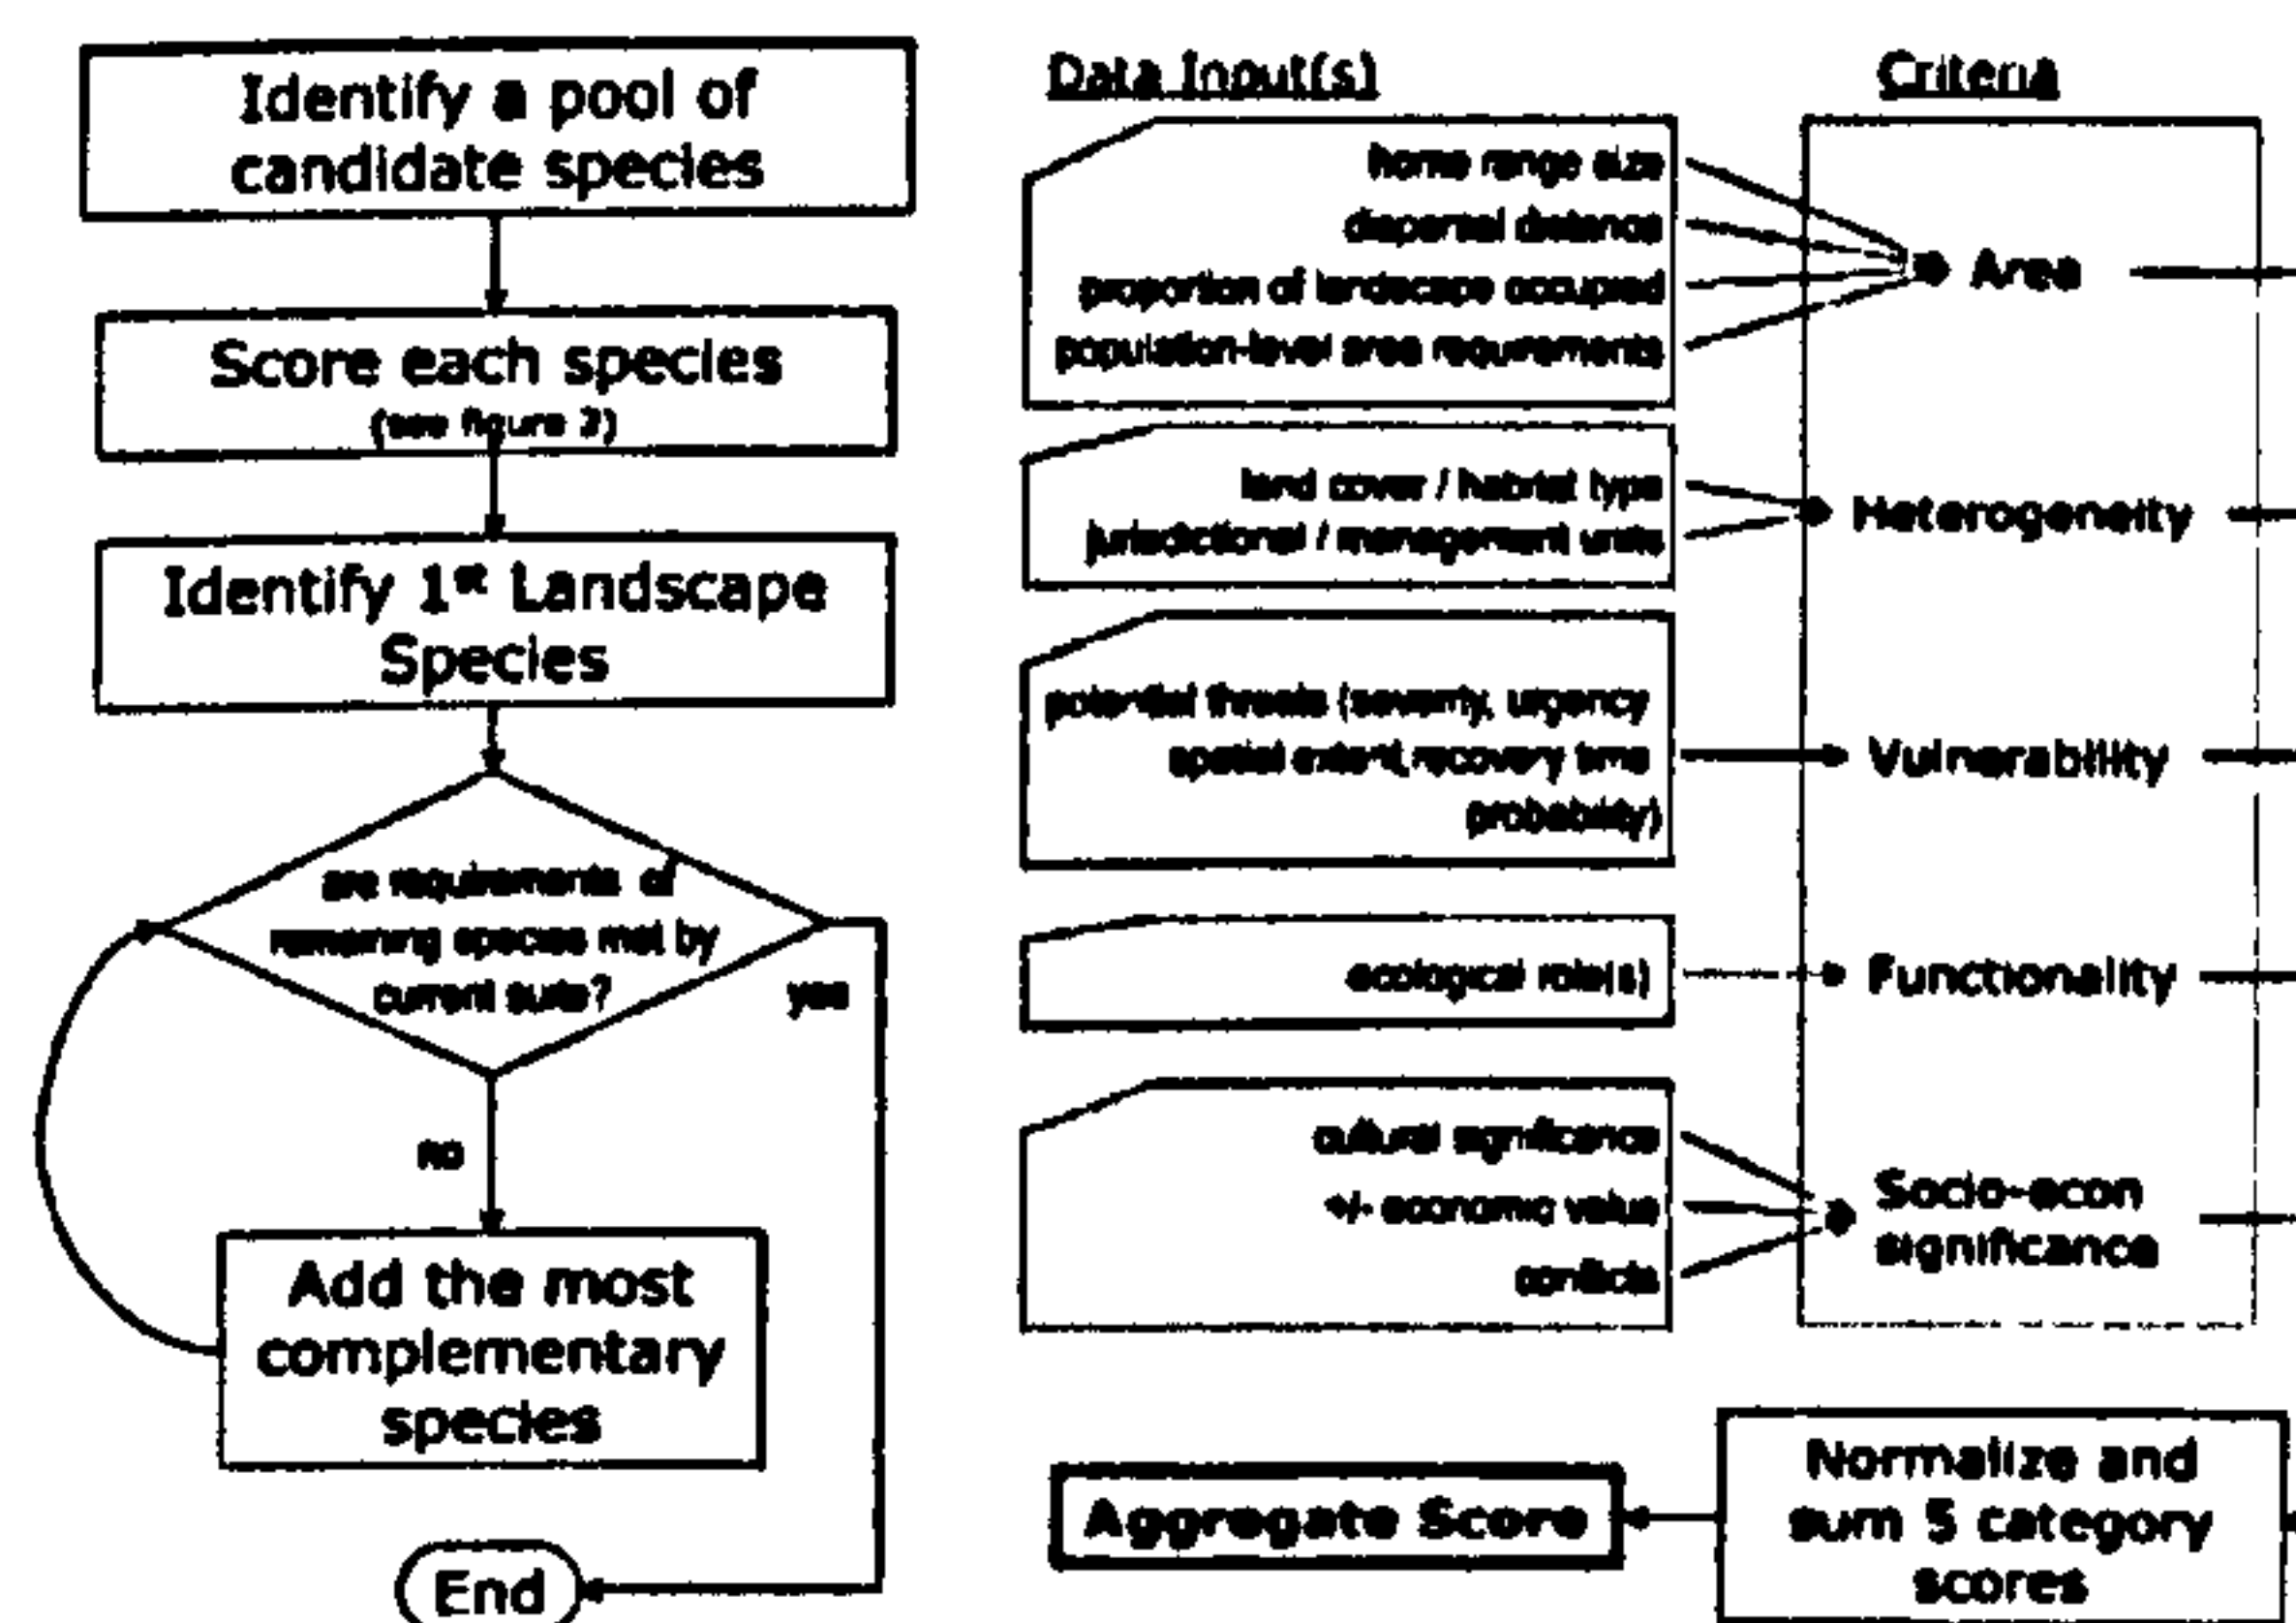 Identify a pool of
candidate species
Score each species
(see figure 2)
Identify 1st Landscape
Species
are requirements of
remaining species met by
current suite?
yes
no
Add the most
complementary
species
End
Data Input(s)
home range size
dispersal distance
proportion of landscape occupied
population-level area requirements
land cover / habitat type
jurisdictional / management units
potential threats (severity, urgency
spatial extent, recovery time
probability)
ecological role(s)
cultural significance
+/- economic value
conflicts
Criteria
Area
Heterogeneity
Vulnerability
Functionality
Socio-econ
significance
Normalize and
sum 5 category
scores
Aggregate Score